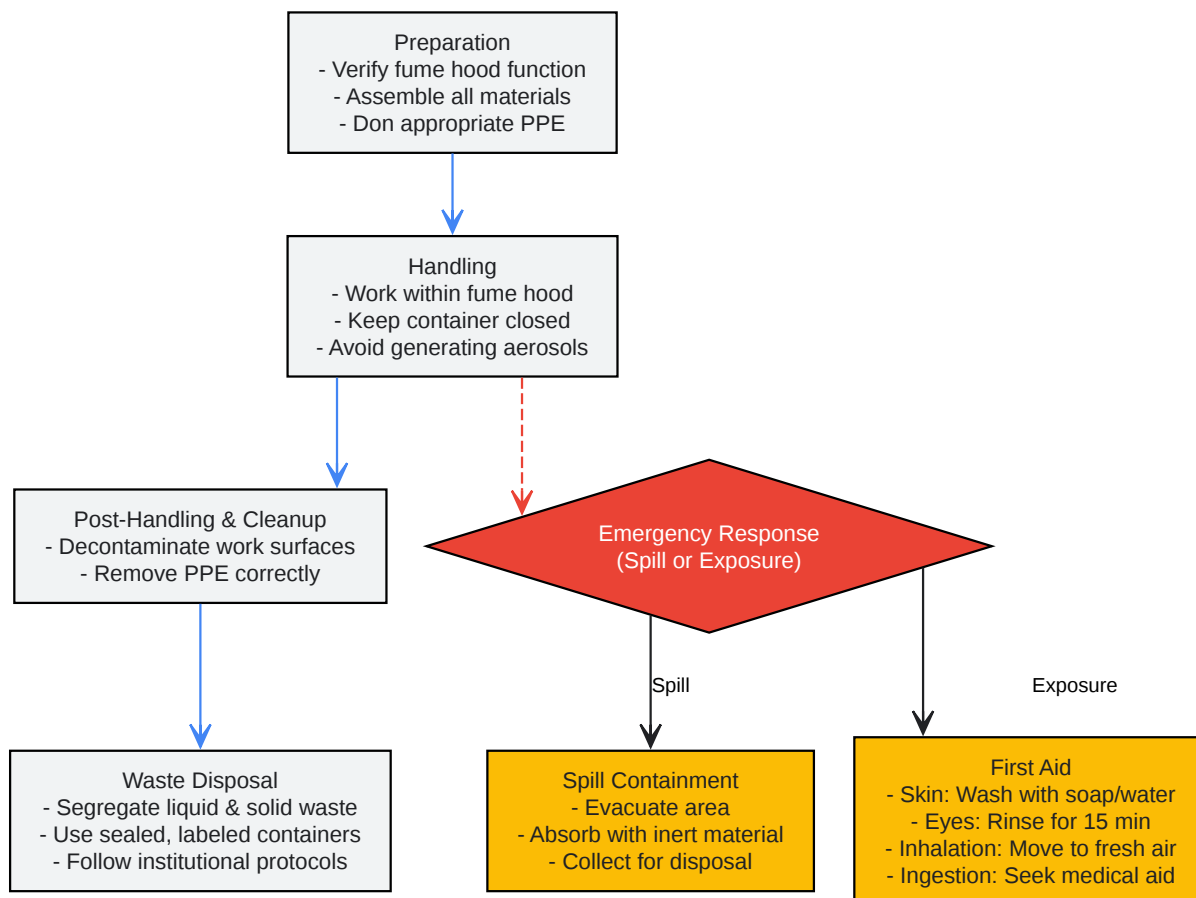 Preparation
- Verify fume hood function
- Assemble all materials
- Don appropriate PPE
Handling
- Work within fume hood
- Keep container closed
- Avoid generating aerosols
Post-Handling & Cleanup
- Decontaminate work surfaces
- Remove PPE correctly
Emergency Response
(Spill or Exposure)
Spill
Exposure
Waste Disposal
- Segregate liquid & solid waste
- Use sealed, labeled containers
- Follow institutional protocols
Spill Containment
- Evacuate area
- Absorb with inert material
- Collect for disposal
First Aid
- Skin: Wash with soap/water
- Eyes: Rinse for 15 min
- Inhalation: Move to fresh air
- Ingestion: Seek medical aid